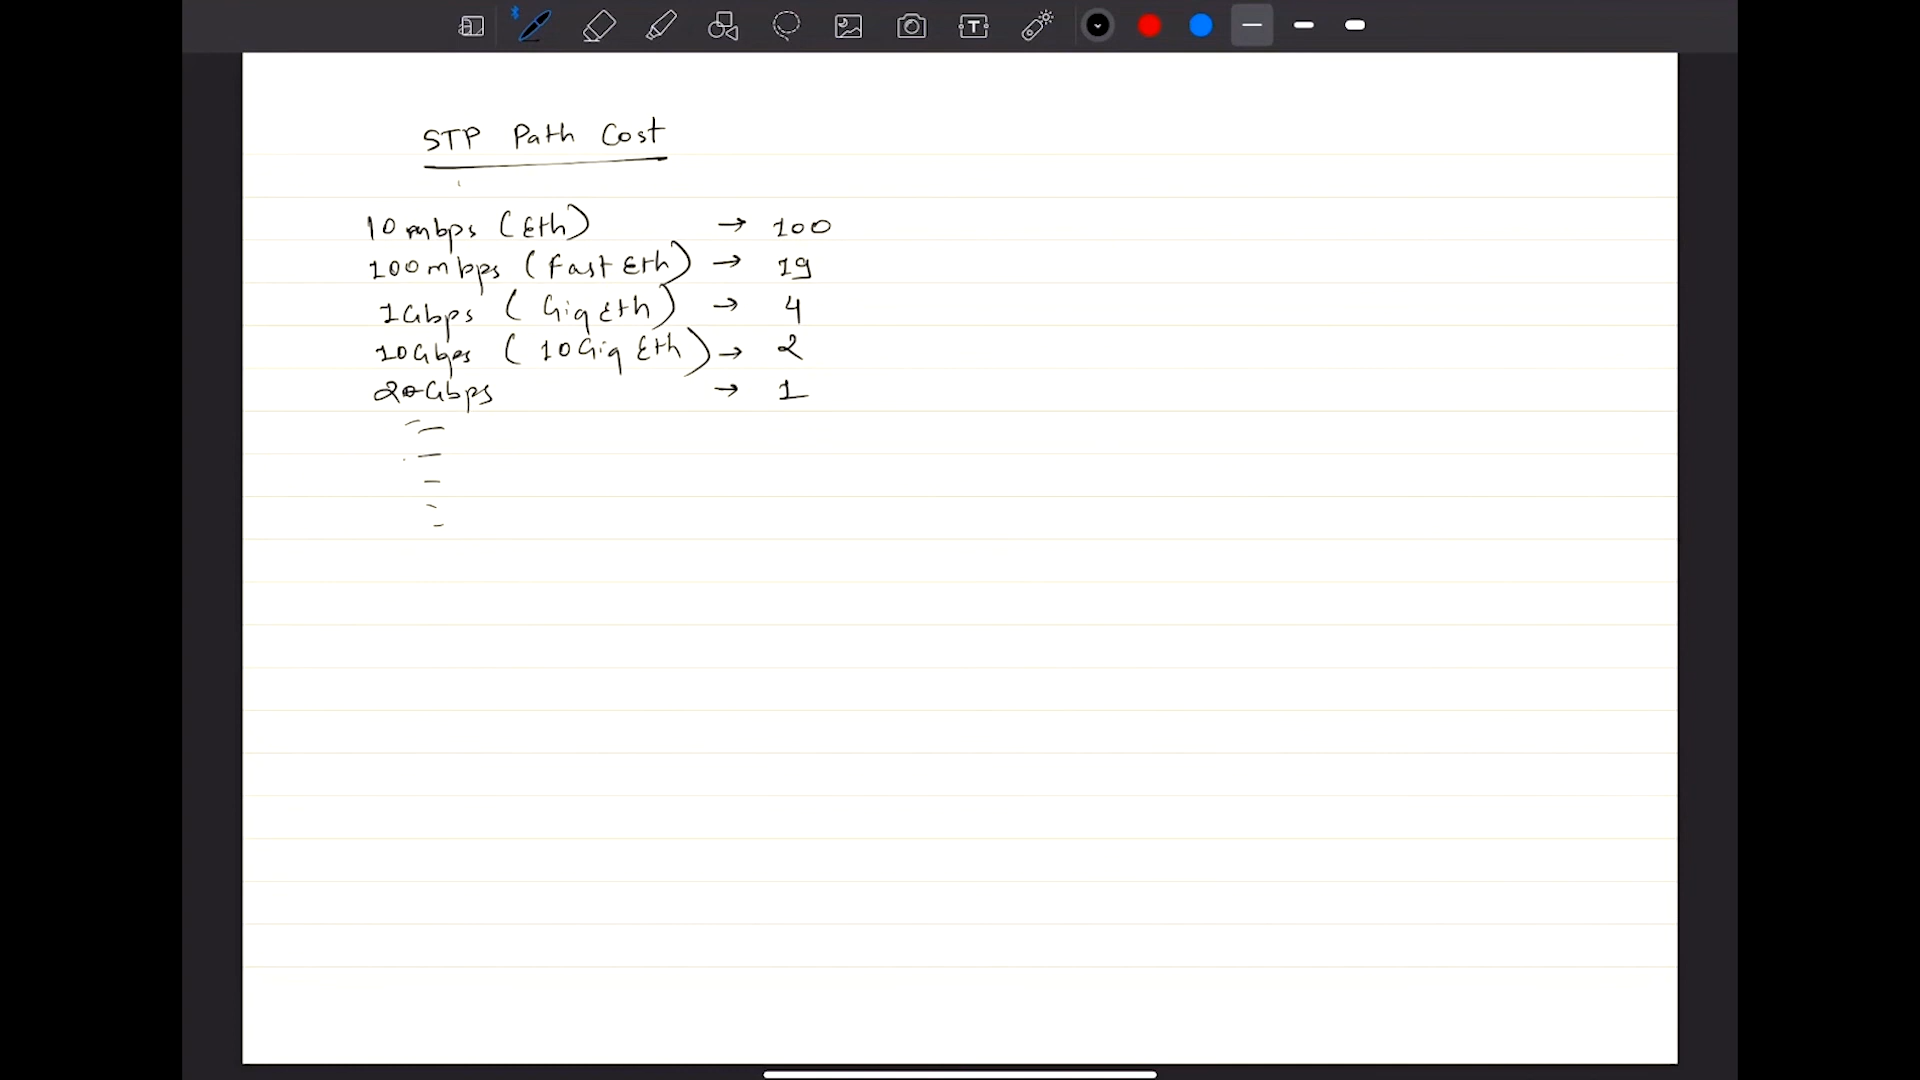 STP Path Cost
10 mbps (Eth) → 100
100 mbps (Fast Eth) → 19
1Gbps (Gig Eth) → 4
10Gbps (10Gig Eth) → 2
20Gbps → 1